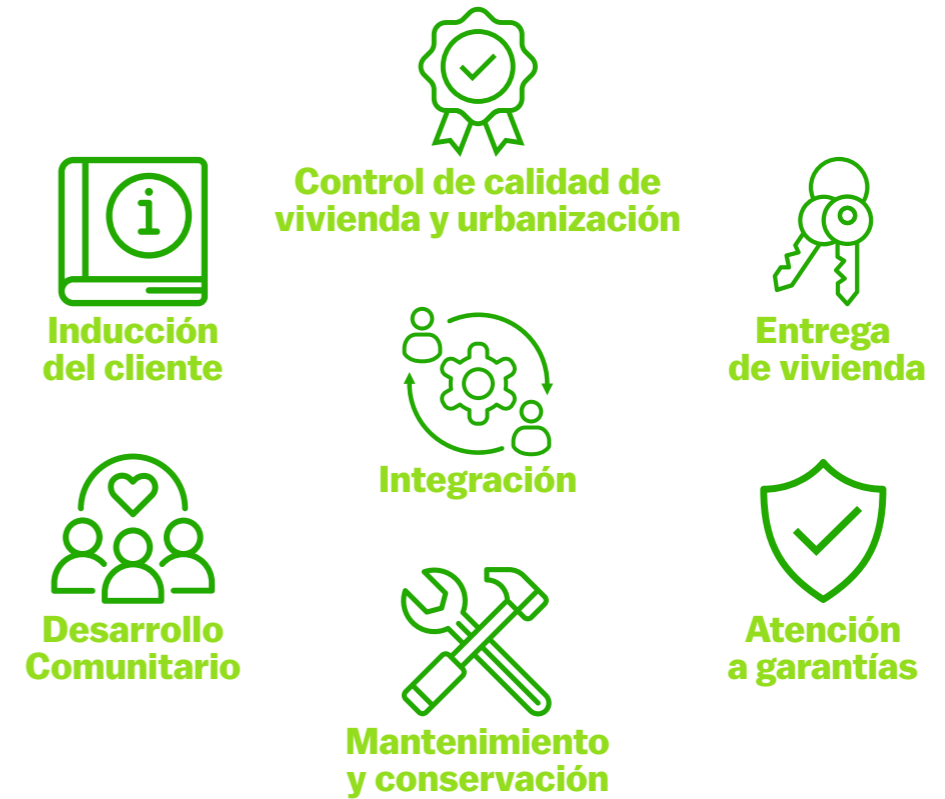 Control de calidad de
vivienda y urbanización
i
Inducción
del cliente
Entrega
de vivienda
Integración
Desarrollo
Comunitario
Atención
a garantías
Mantenimiento
y conservación